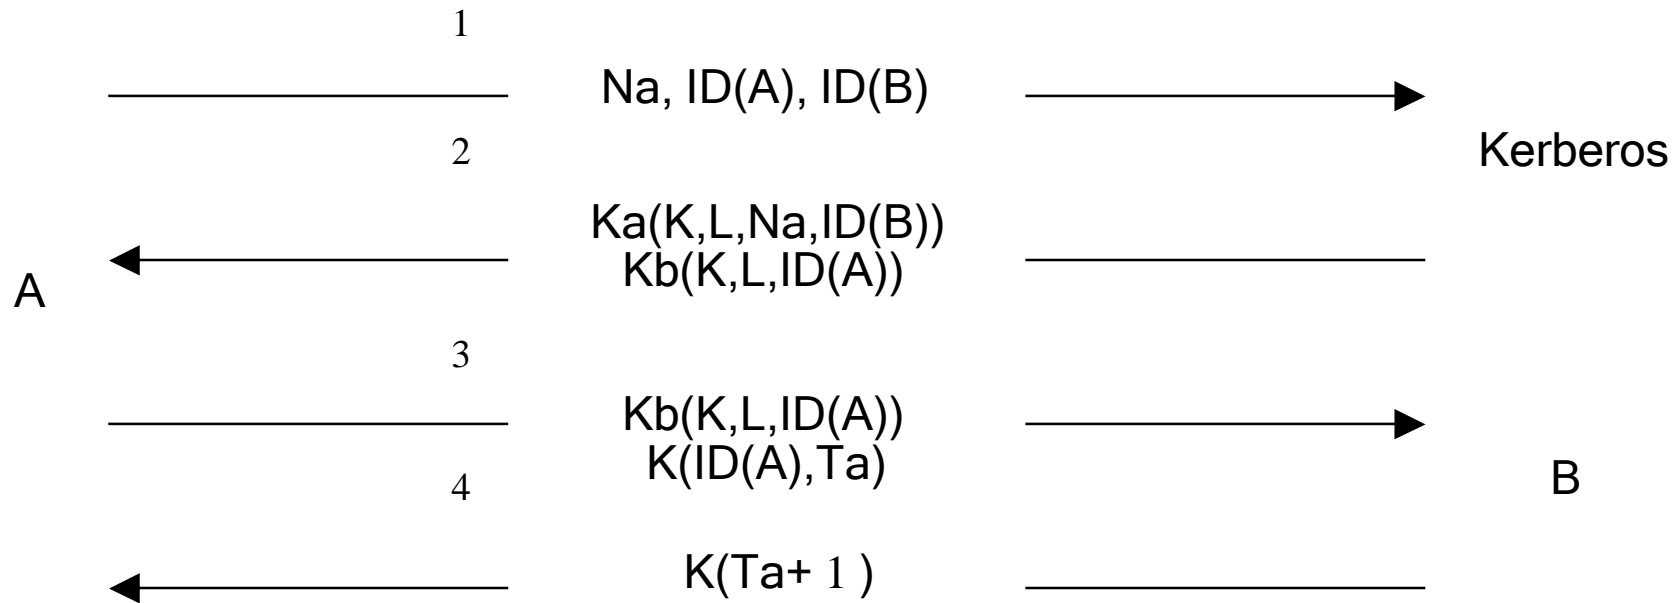 1
Na, ID(A), ID(B)
2
Kerberos
Ka(K,L,Na,ID(B))
Kb(K,L,ID(A))
A
3
Kb(K,L,ID(A))
K(ID(A),Ta)
4
B
K(Ta+ 1 )